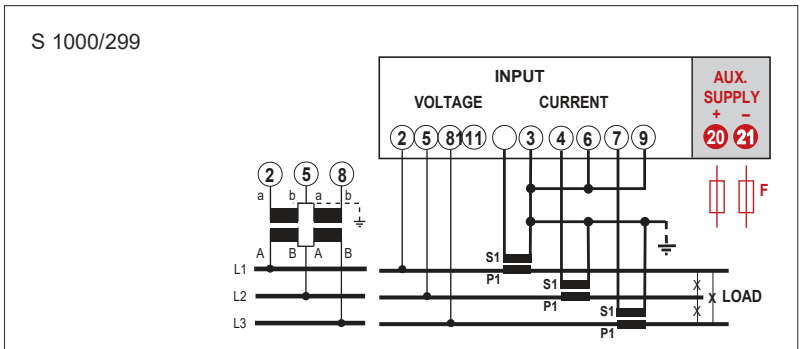 S 1000/299
INPUT
AUX.
SUPPLY
VOLTAGE CURRENT
+ –
2 5 81 11 3 4 6 7 9 20 21
2 5 8
a b a b
F
A B A B
S1
L1
P1
S1
L2
X X LOAD
X
P1
S1
L3
P1